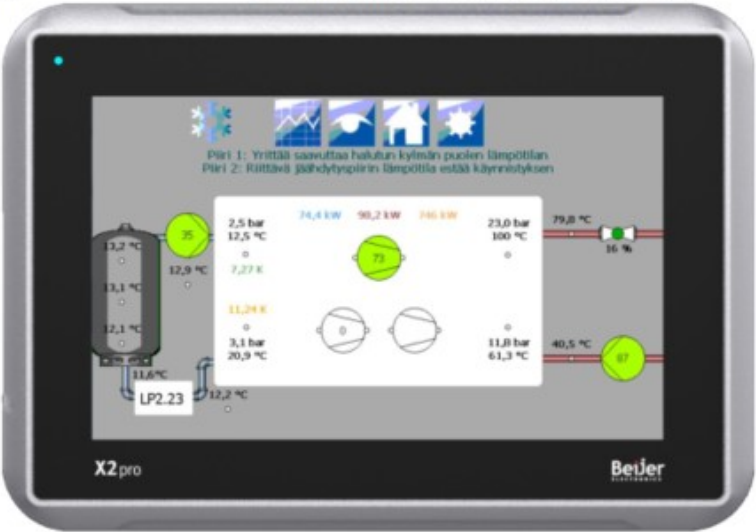 Piiri 1: Yrittää saavuttaa halutun kylmän puolen lämpötilan
Piiri 2: Riittävä jäähdytyspiirin lämpötila estää käynnistyksen
74,4 kW 90,2 kW 746 kW
2,5 bar
12,5 °C
7,27 K
11,24 K
3,1 bar
20,9 °C
73
0
23,0 bar
100 °C
11,8 bar
61,3 °C
35
12,9 °C
13,2 °C
13,1 °C
12,1 °C
11,6°C
LP2.23
12,2 °C
79,8 °C
16 %
40,5 °C
67
X2 pro
Beijer
ELECTRONICS